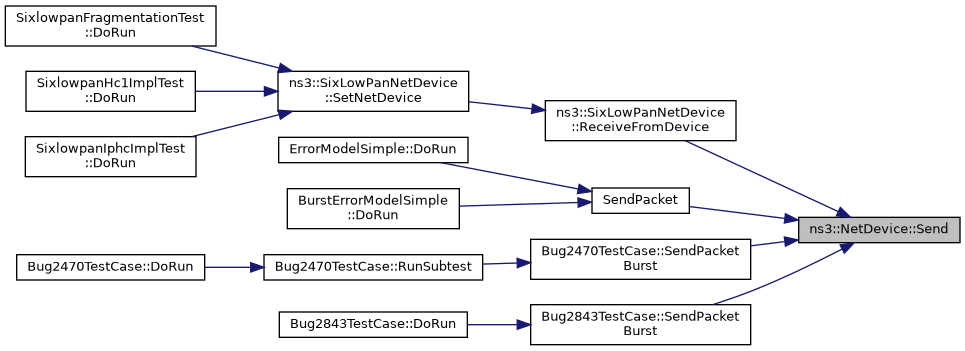 SixlowpanFragmentationTest
::DoRun
SixlowpanHc1ImplTest
::DoRun
SixlowpanIphcImplTest
::DoRun
ns3::SixLowPanNetDevice
::SetNetDevice
ns3::SixLowPanNetDevice
::ReceiveFromDevice
ErrorModelSimple::DoRun
BurstErrorModelSimple
::DoRun
SendPacket
ns3::NetDevice::Send
Bug2470TestCase::DoRun
Bug2470TestCase::RunSubtest
Bug2470TestCase::SendPacket
Burst
Bug2843TestCase::DoRun
Bug2843TestCase::SendPacket
Burst